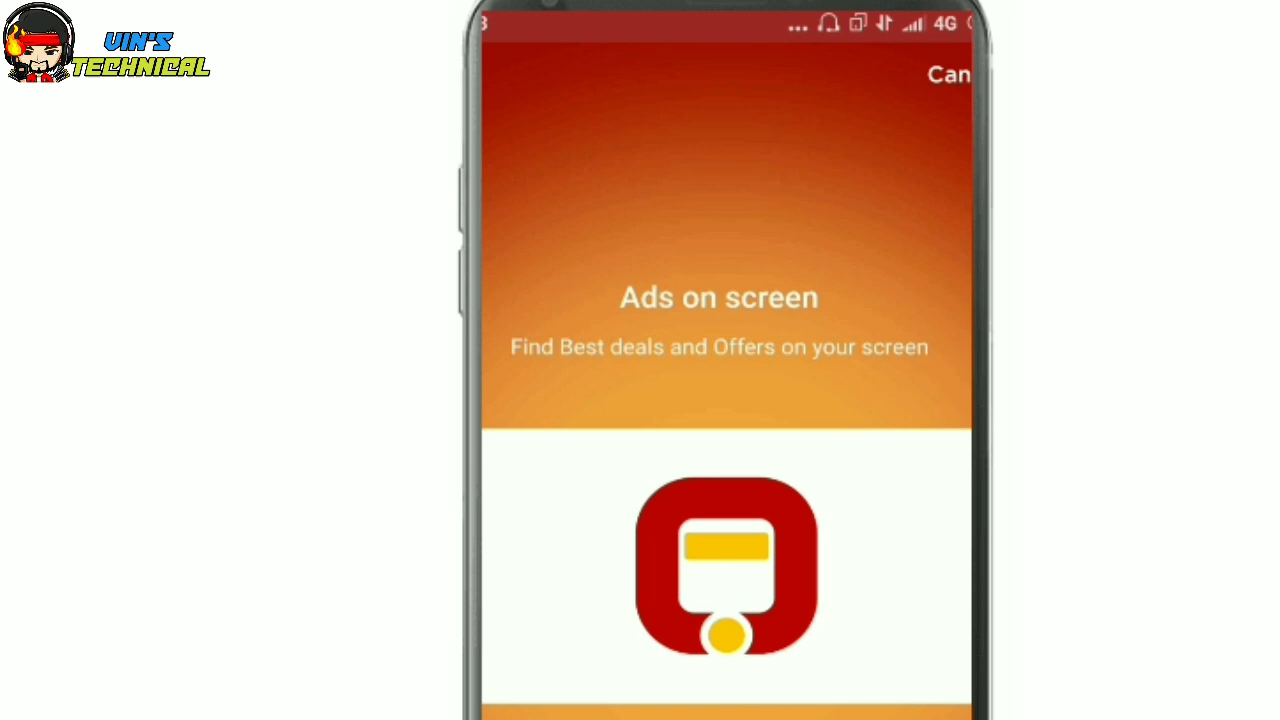 VIN'S
TECHNICAL
... 4G
Can
Ads on screen
Find Best deals and Offers on your screen